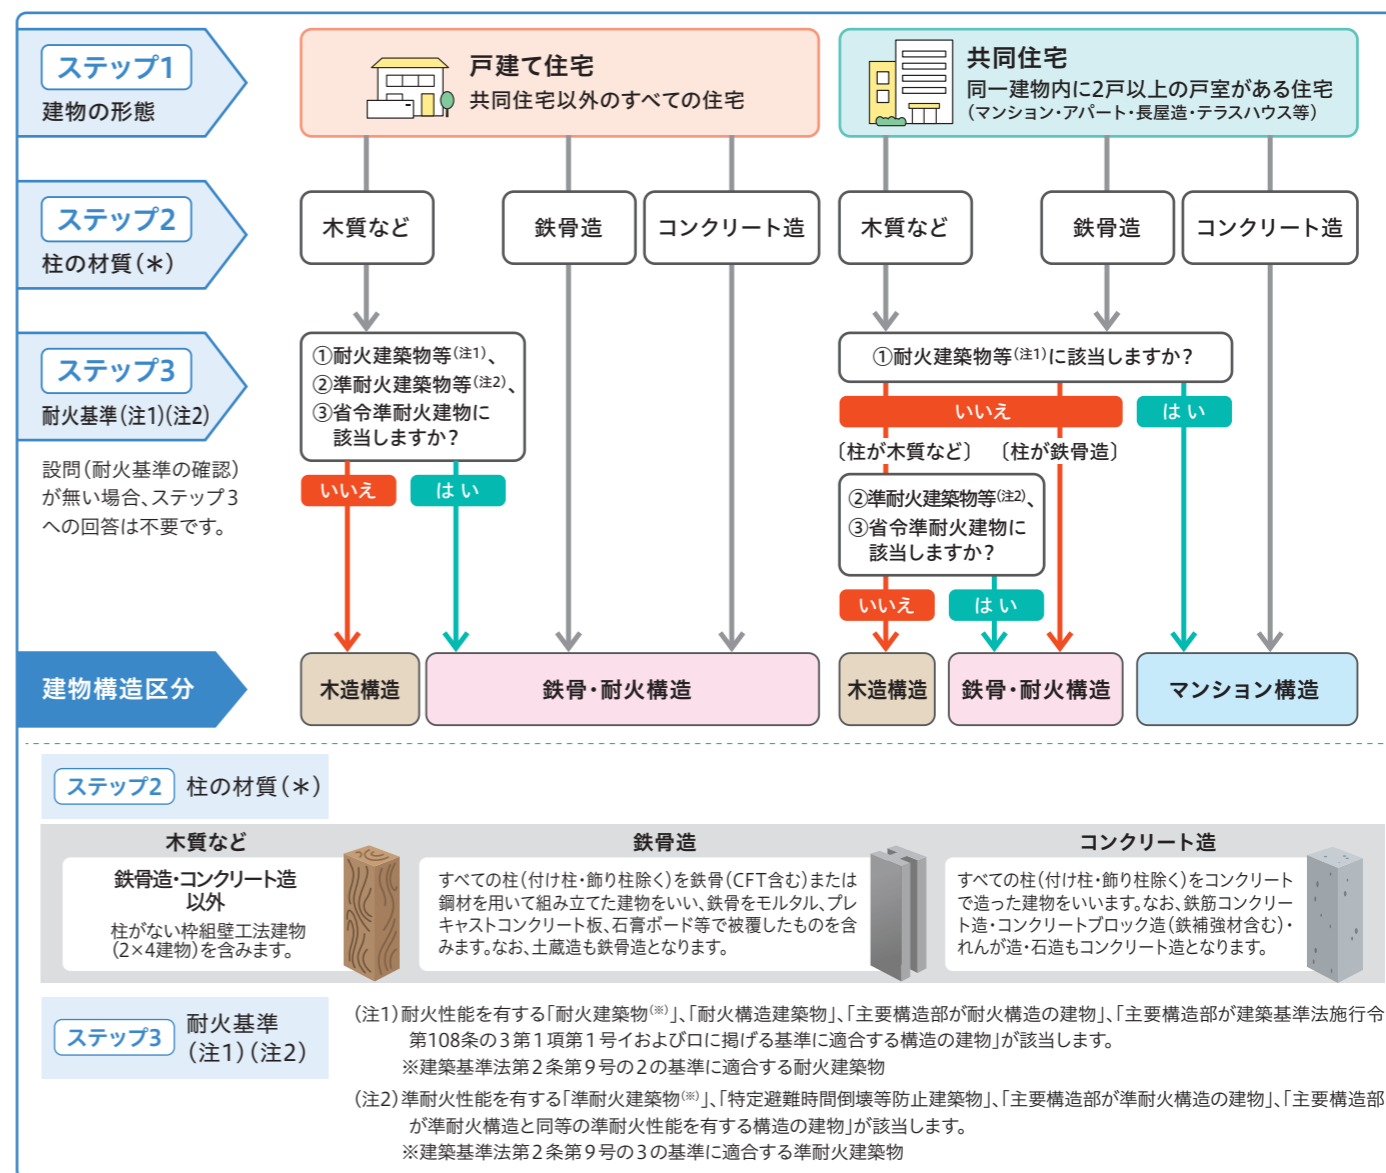 ステップ1
建物の形態
戸建て住宅
共同住宅以外のすべての住宅
共同住宅
同一建物内に2戸以上の戸室がある住宅
(マンション・アパート・長屋造・テラスハウス等)
ステップ2
柱の材質(＊)
木質など
鉄骨造
コンクリート造
木質など
鉄骨造
コンクリート造
ステップ3
耐火基準(注1)(注2)
設問(耐火基準の確認)
が無い場合、ステップ3
への回答は不要です。
①耐火建築物等(注1)、
②準耐火建築物等(注2)、
③省令準耐火建物に
該当しますか？
いいえ
はい
①耐火建築物等(注1)に該当しますか？
いいえ
はい
〔柱が木質など〕
〔柱が鉄骨造〕
②準耐火建築物等(注2)、
③省令準耐火建物に
該当しますか？
いいえ
はい
建物構造区分
木造構造
鉄骨・耐火構造
木造構造
鉄骨・耐火構造
マンション構造
ステップ2 柱の材質(＊)
木質など
鉄骨造・コンクリート造
以外
柱がない枠組壁工法建物
(2×4建物)を含みます。
鉄骨造
すべての柱(付け柱・飾り柱除く)を鉄骨(CFT含む)または
鋼材を用いて組み立てた建物をいい、鉄骨をモルタル、プレ
キャストコンクリート板、石膏ボード等で被覆したものを含
みます。なお、土蔵造も鉄骨造となります。
コンクリート造
すべての柱(付け柱・飾り柱除く)をコンクリート
で造った建物をいいます。なお、鉄筋コンクリ
ート造・コンクリートブロック造(鉄補強材含む)・
れんが造・石造もコンクリート造となります。
ステップ3 耐火基準
(注1)(注2)
(注1)耐火性能を有する「耐火建築物(※)」、「耐火構造建築物」、「主要構造部が耐火構造の建物」、「主要構造部が建築基準法施行令
第108条の3第1項第1号イおよびロに掲げる基準に適合する構造の建物」が該当します。
※建築基準法第2条第9号の2の基準に適合する耐火建築物
(注2)準耐火性能を有する「準耐火建築物(※)」、「特定避難時間倒壊等防止建築物」、「主要構造部が準耐火構造の建物」、「主要構造部
が準耐火構造と同等の準耐火性能を有する構造の建物」が該当します。
※建築基準法第2条第9号の3の基準に適合する準耐火建築物